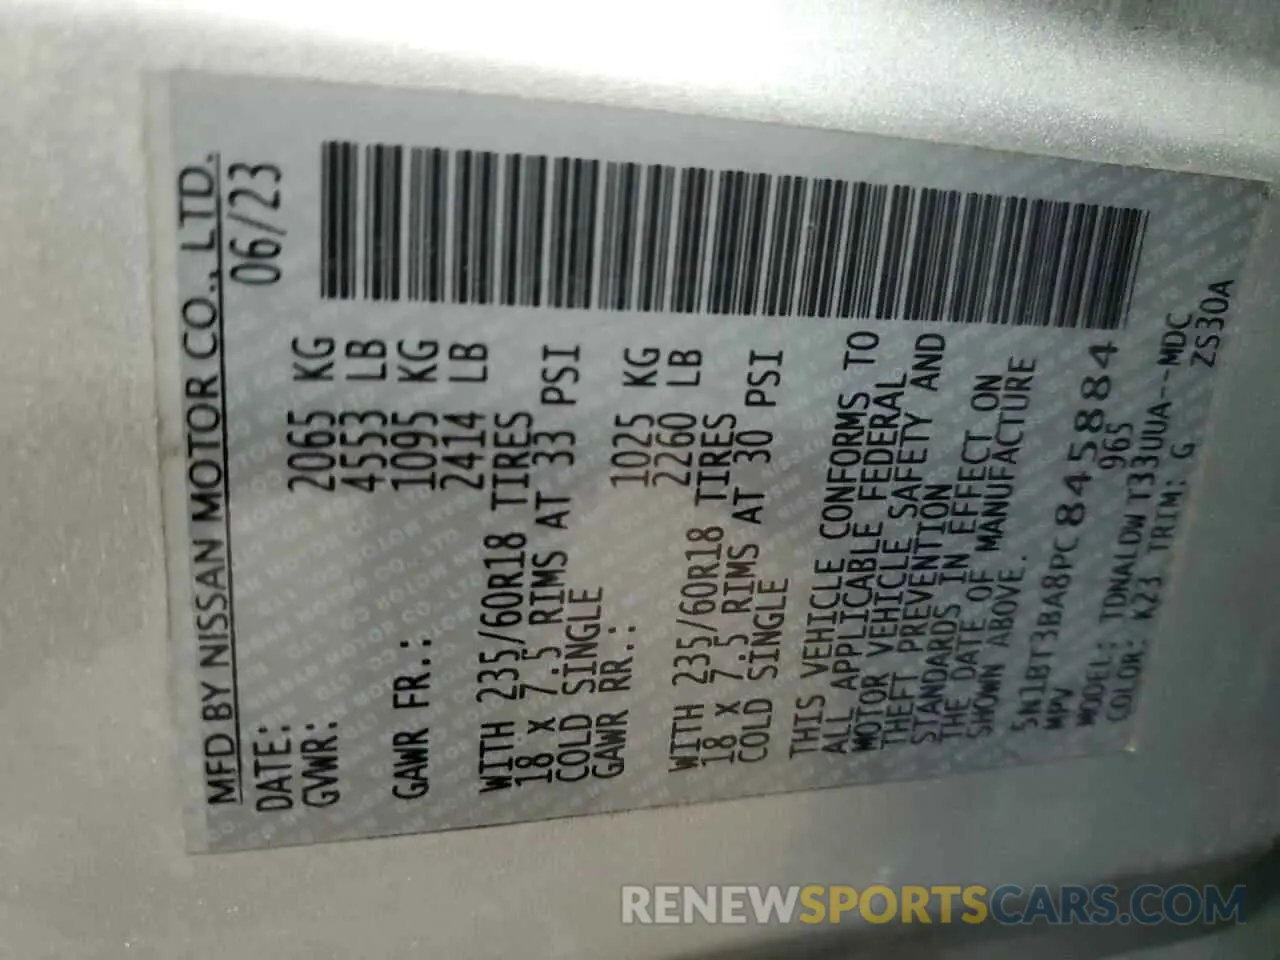 MFD BY NISSAN MOTOR CO., LTD.
DATE: 06/23
GVWR: 2065 KG
4553 LB
GAWR FR.: 1095 KG
2414 LB
WITH 235/60R18 TIRES
18 X 7.5 RIMS AT 33 PSI
COLD SINGLE
GAWR RR.: 1025 KG
2260 LB
WITH 235/60R18 TIRES
18 X 7.5 RIMS AT 30 PSI
COLD SINGLE
THIS VEHICLE CONFORMS TO
ALL APPLICABLE FEDERAL
MOTOR VEHICLE SAFETY AND
THEFT PREVENTION
STANDARDS IN EFFECT ON
THE DATE OF MANUFACTURE
SHOWN ABOVE.
5N1BT3BA8PC845884
MPV 965
MODEL: TDNALDWT33UUA--MDC
COLOR: K23 TRIM: G ZS30A
RENEWSPORTSCARS.COM